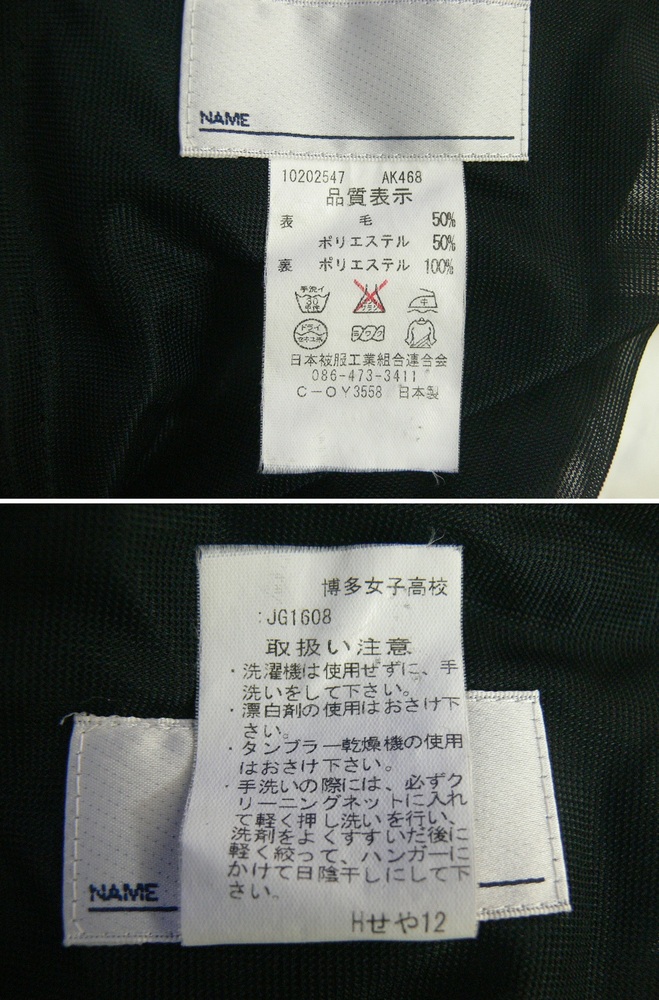 NAME
10202547 AK468
品質表示
表 毛 50%
ポリエステル 50%
裏 ポリエステル 100%
手洗イ
30
中性
ドライ
日本被服工業組合連合会
086-473-3411
C-OY3558 日本製
博多女子高校
:JG1608
取扱い注意
・洗濯機は使用せずに、手
洗いをして下さい。
・漂白剤の使用はおさけ下
さい。
・タンブラー乾燥機の使用
はおさけ下さい。
・手洗いの際には、必ずク
リーニングネットに入れ
て軽く押し洗いを行い、
洗剤をよくすすいだ後に
軽く絞って、ハンガーに
かけて日陰干しにして下
さい。
NAME
Hせや12